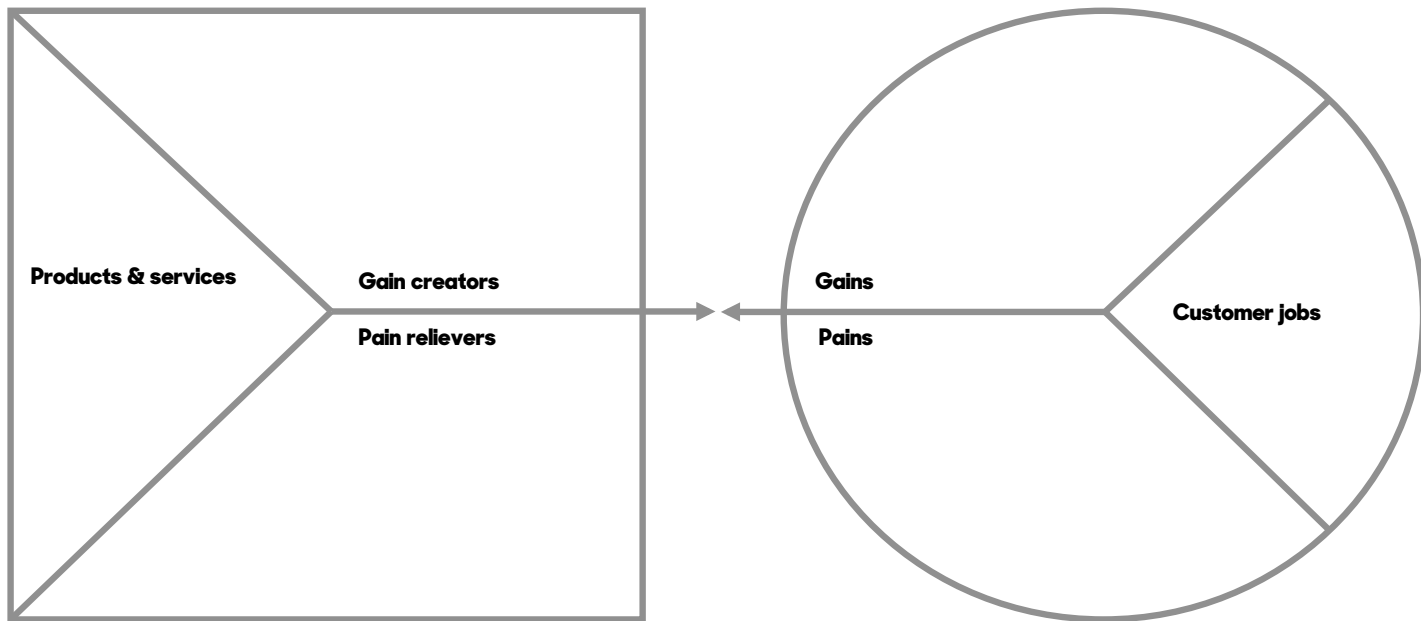 Products & services
Gain creators
Pain relievers
Gains
Pains
Customer jobs